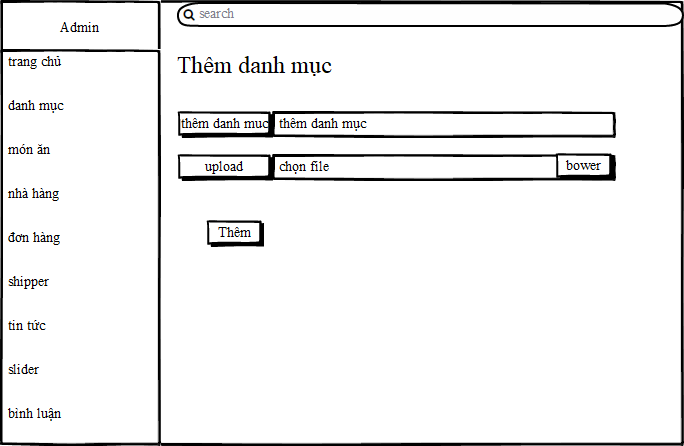 Admin
search
trang chủ
danh mục
món ăn
nhà hàng
đơn hàng
shipper
tin tức
slider
bình luận
Thêm danh mục
thêm danh muc thêm danh mục
upload chọn file bower
Thêm